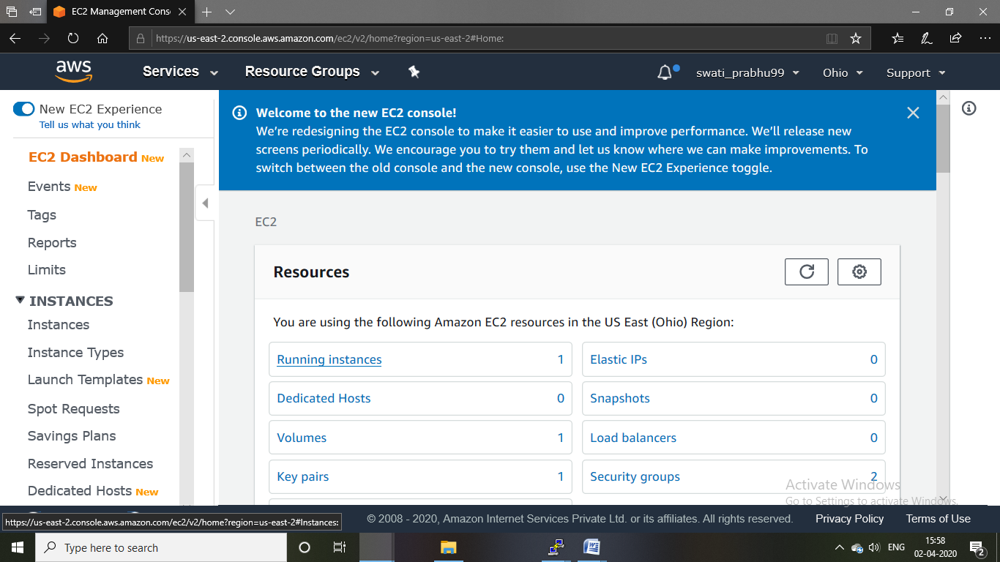 EC2 Management Cons
https://us-east-2.console.aws.amazon.com/ec2/v2/home?region=us-east-2#Home:
aws
Services
Resource Groups
swati_prabhu99
Ohio
Support
New EC2 Experience
Tell us what you think
EC2 Dashboard New
Events New
Tags
Reports
Limits
INSTANCES
Instances
Instance Types
Launch Templates New
Spot Requests
Savings Plans
Reserved Instances
Dedicated Hosts New
Welcome to the new EC2 console!
We're redesigning the EC2 console to make it easier to use and improve performance. We'll release new
screens periodically. We encourage you to try them and let us know where we can make improvements. To
switch between the old console and the new console, use the New EC2 Experience toggle.
EC2
Resources
You are using the following Amazon EC2 resources in the US East (Ohio) Region:
Running instances 1
Elastic IPs 0
Dedicated Hosts 0
Snapshots 0
Volumes 1
Load balancers 0
Key pairs 1
Security groups 2
Activate Windows
Go to Settings to activate Windows.
https://us-east-2.console.aws.amazon.com/ec2/v2/home?region=us-east-2#Instances:
© 2008 - 2020, Amazon Internet Services Private Ltd. or its affiliates. All rights reserved.
Privacy Policy
Terms of Use
Type here to search
ENG
15:58
02-04-2020
2